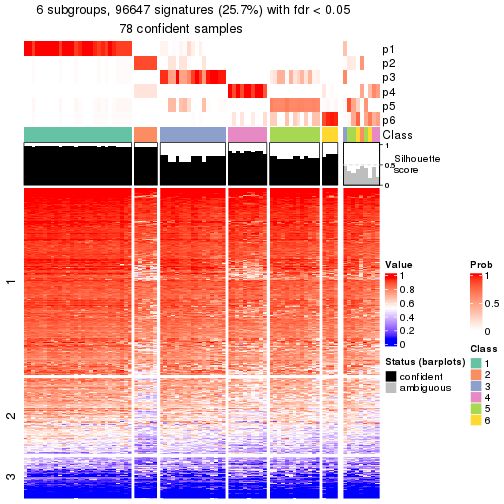 6 subgroups, 96647 signatures (25.7%) with fdr < 0.05
78 confident samples
p1
p2
p3
p4
p5
p6
Class
1
0.5
0
Silhouette
score
1
2
3
Value
1
0.8
0.6
0.4
0.2
0
Status (barplots)
confident
ambiguous
Prob
1
0.5
0
Class
1
2
3
4
5
6